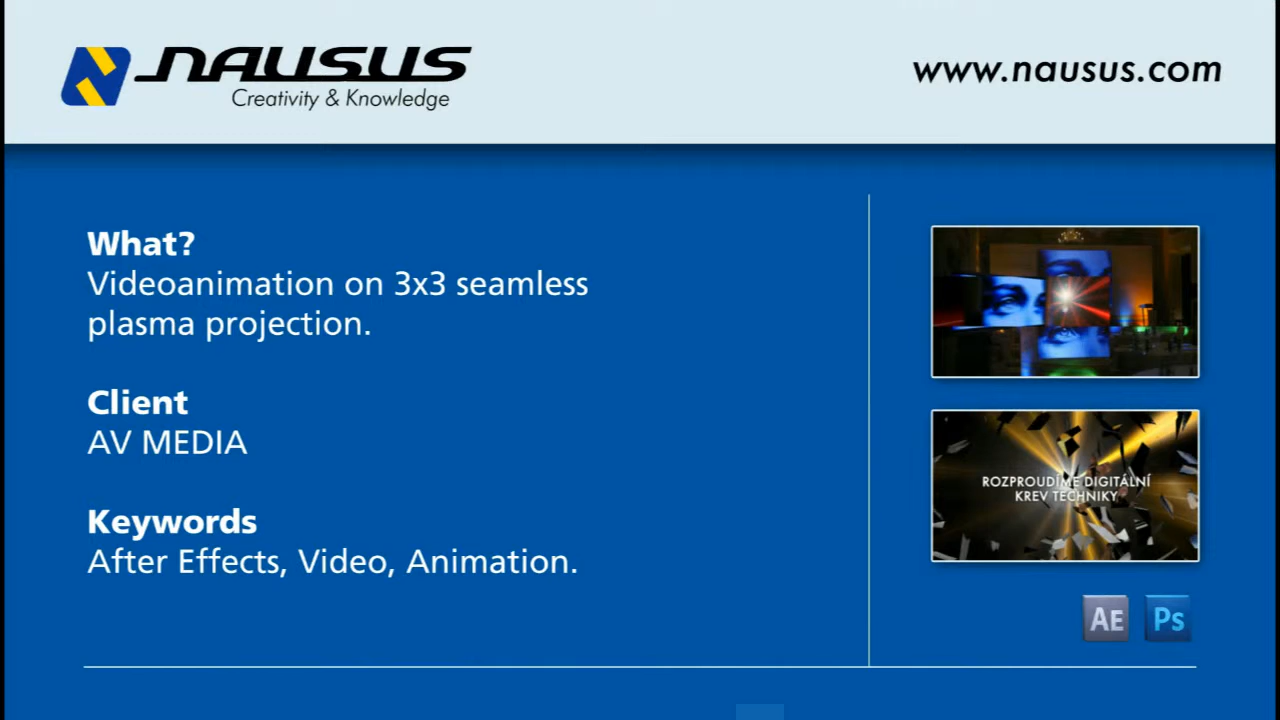 NAUSUS
Creativity & Knowledge
www.nausus.com
What?
Videoanimation on 3x3 seamless
plasma projection.
Client
AV MEDIA
Keywords
After Effects, Video, Animation.
ROZPROUDÍME DIGITÁLNÍ
KREV TECHNIKY
AE Ps